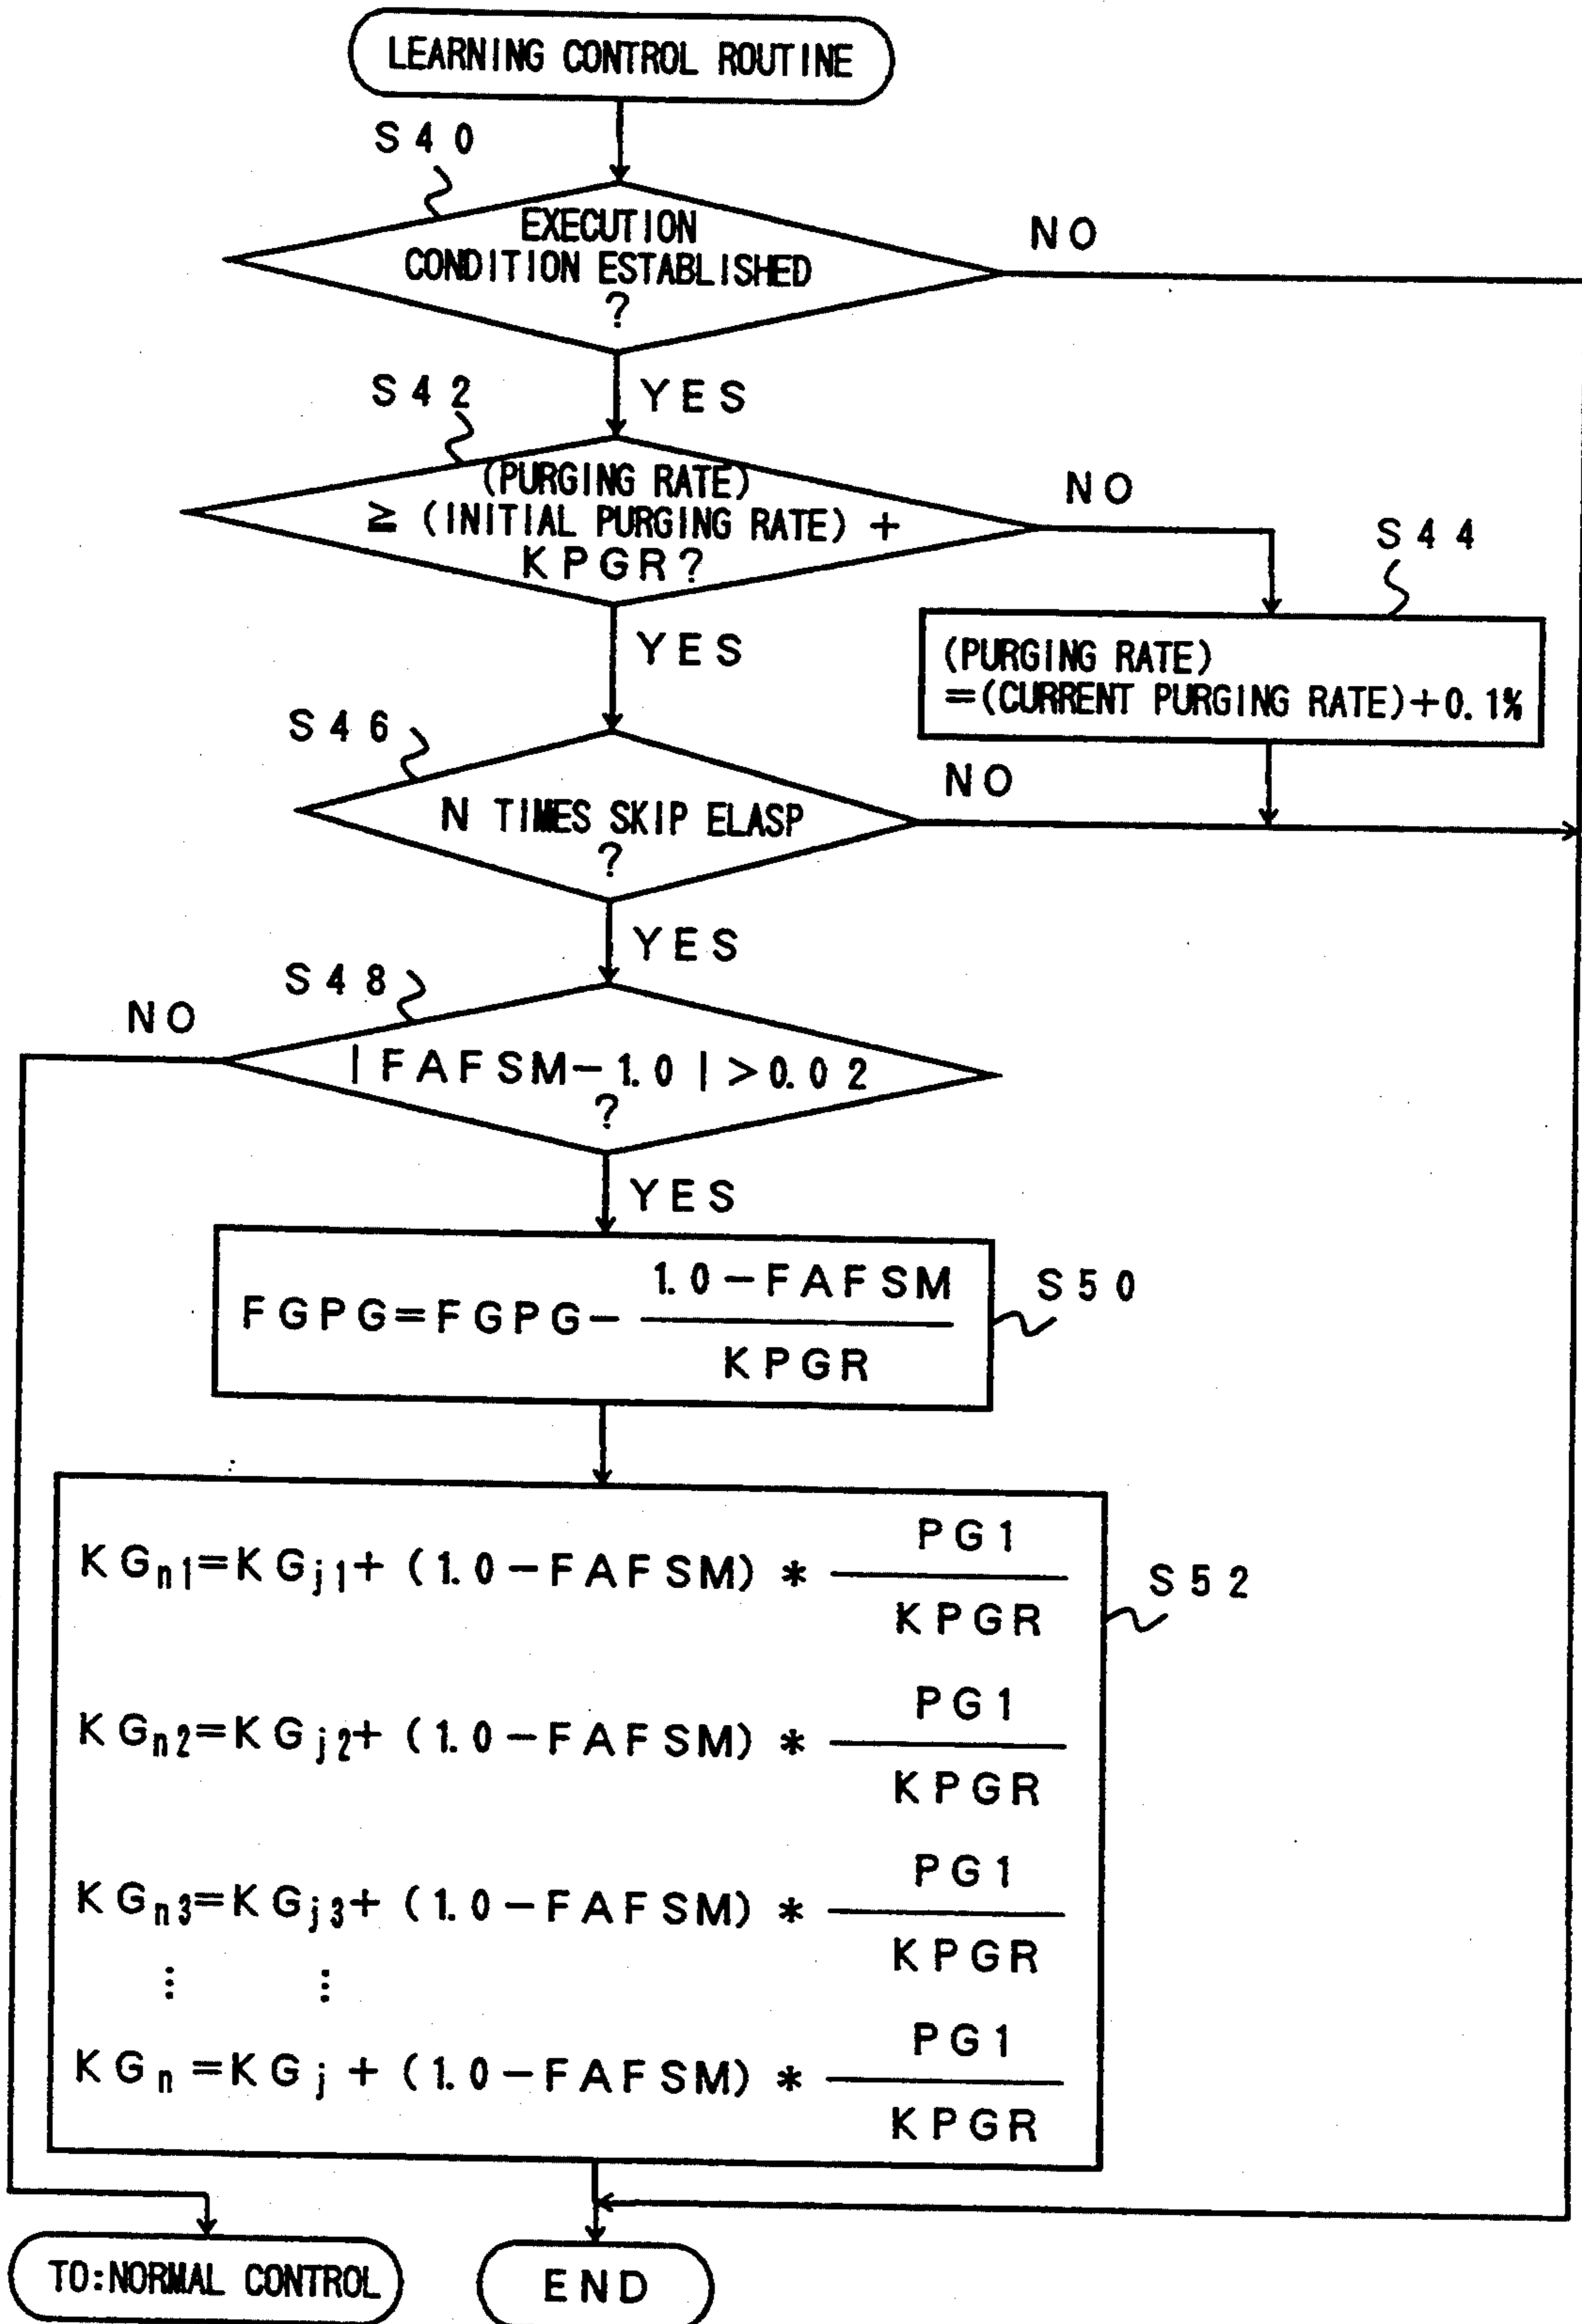 LEARNING CONTROL ROUTINE
S40
EXECUTION
CONDITION ESTABLISHED
?
NO
YES
S42
(PURGING RATE)
≧ (INITIAL PURGING RATE) +
KPGR?
NO
YES
S44
(PURGING RATE)
=(CURRENT PURGING RATE)+0.1%
S46
N TIMES SKIP ELASP
?
NO
YES
S48
|FAFSM-1.0|>0.02
?
NO
YES
FGPG=FGPG- 1.0-FAFSM
KPGR
S50
KGn1=KGj1+(1.0-FAFSM)* PG1
KPGR
S52
KGn2=KGj2+(1.0-FAFSM)* PG1
KPGR
KGn3=KGj3+(1.0-FAFSM)* PG1
KPGR
⋮ ⋮
KGn=KGj+(1.0-FAFSM)* PG1
KPGR
TO:NORMAL CONTROL
END